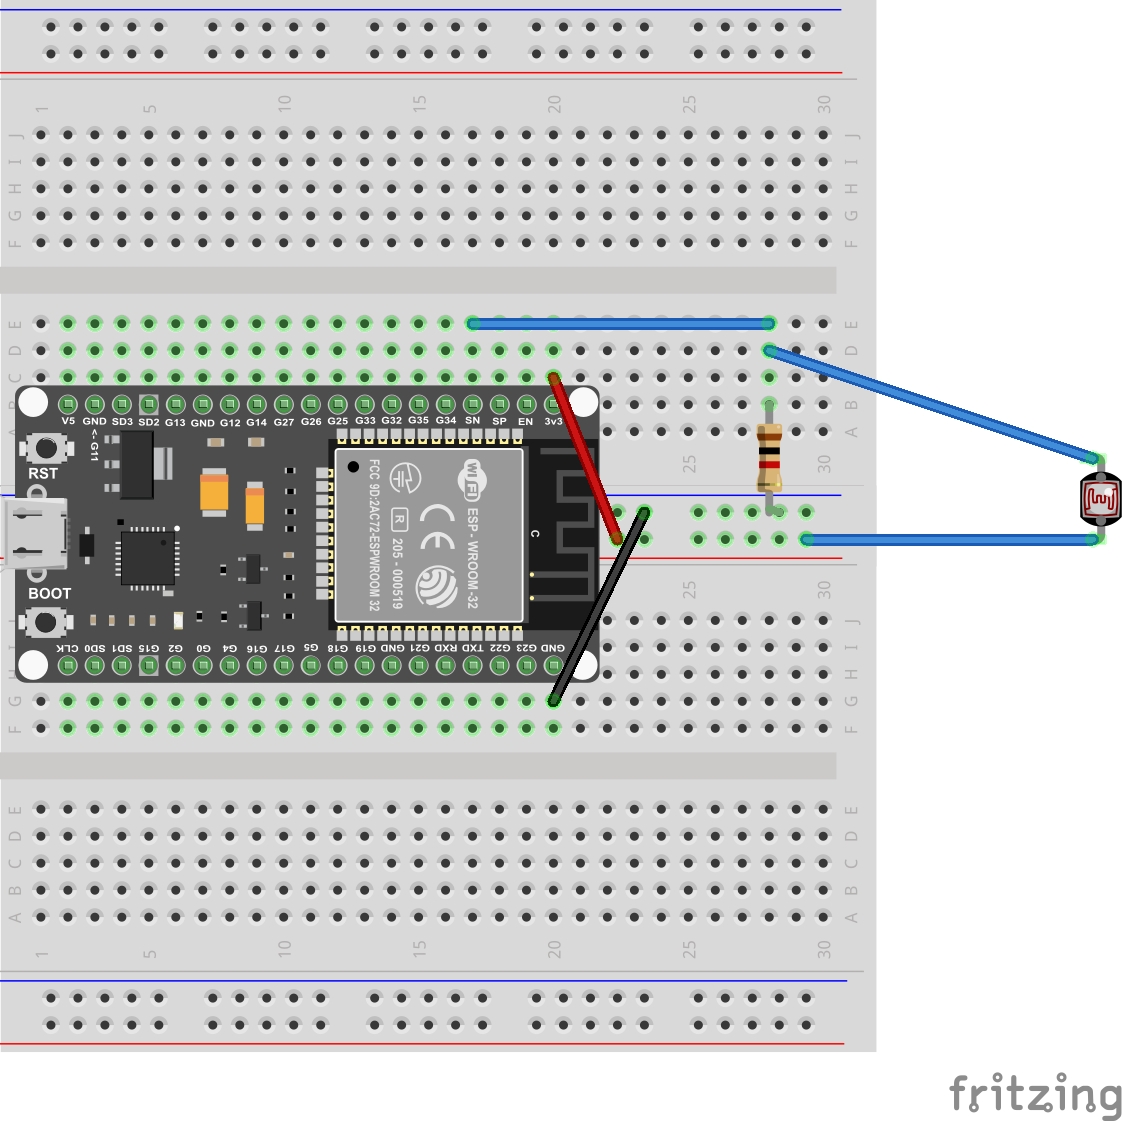 1 5 10 15 20 25 30
J J
I I
H H
G G
F F
E E
D D
C C
B
A
V5 GND SD3 SD2 G13 GND G12 G14 G27 G26 G25 G33 G32 G35 G34 SN SP EN 3v3
<- G11
25 30
RST
FCC 9D:2AC72-ESPWROOM 32
R
205 - 000519
CE
WiFi
ESP - WROOM -32
C
BOOT
25 30
J
I
H
CLK SD0 SD1 G15 G2 G0 G4 G16 G17 G5 G18 G19 GND G21 RXD TXD G22 G23 GND
G G
F F
E E
D D
C C
B B
A A
1 5 10 15 20 25 30
fritzing